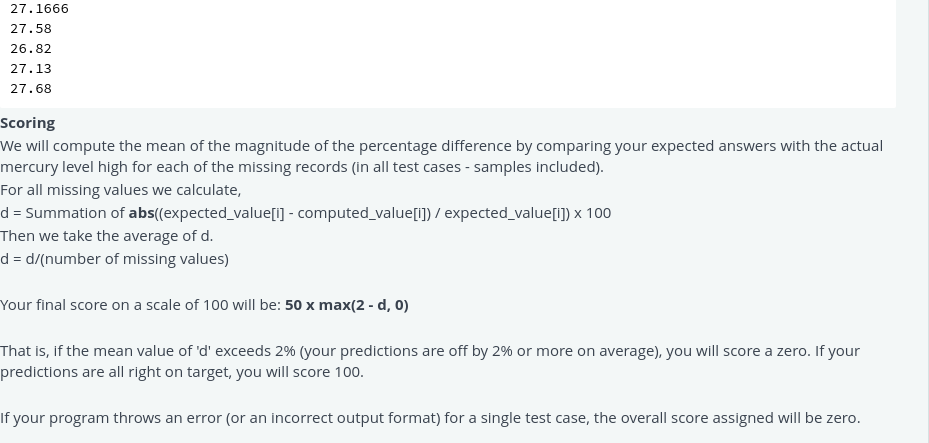 27.1666
27.58
26.82
27.13
27.68
Scoring
We will compute the mean of the magnitude of the percentage difference by comparing your expected answers with the actual
mercury level high for each of the missing records (in all test cases - samples included).
For all missing values we calculate,
d = Summation of abs((expected_value[i] - computed_value[i]) / expected_value[i]) x 100
Then we take the average of d.
d = d/(number of missing values)
Your final score on a scale of 100 will be: 50 x max(2 - d, 0)
That is, if the mean value of 'd' exceeds 2% (your predictions are off by 2% or more on average), you will score a zero. If your
predictions are all right on target, you will score 100.
If your program throws an error (or an incorrect output format) for a single test case, the overall score assigned will be zero.